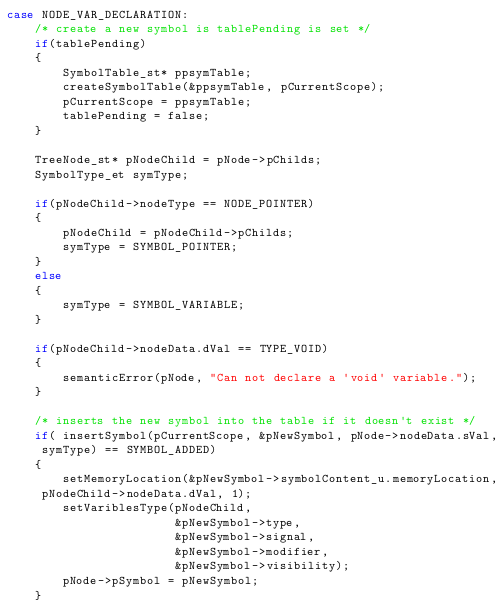 case NODE_VAR_DECLARATION:
/* create a new symbol is tablePending is set */
if(tablePending)
{
SymbolTable_st* ppsymTable;
createSymbolTable(&ppsymTable, pCurrentScope);
pCurrentScope = ppsymTable;
tablePending = false;
}
TreeNode_st* pNodeChild = pNode->pChilds;
SymbolType_et symType;
if(pNodeChild->nodeType == NODE_POINTER)
{
pNodeChild = pNodeChild->pChilds;
symType = SYMBOL_POINTER;
}
else
{
symType = SYMBOL_VARIABLE;
}
if(pNodeChild->nodeData.dVal == TYPE_VOID)
{
semanticError(pNode, "Can not declare a 'void' variable.");
}
/* inserts the new symbol into the table if it doesn't exist */
if( insertSymbol(pCurrentScope, &pNewSymbol, pNode->nodeData.sVal,
symType) == SYMBOL_ADDED)
{
setMemoryLocation(&pNewSymbol->symbolContent_u.memoryLocation,
pNodeChild->nodeData.dVal, 1);
setVariblesType(pNodeChild,
&pNewSymbol->type,
&pNewSymbol->signal,
&pNewSymbol->modifier,
&pNewSymbol->visibility);
pNode->pSymbol = pNewSymbol;
}